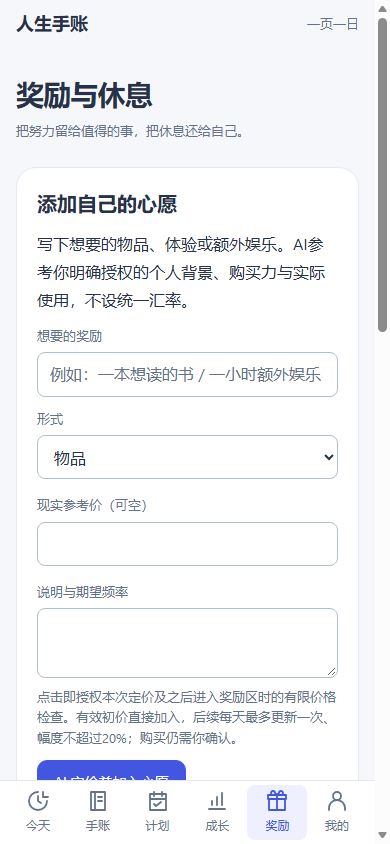 人生手账
一页一日
奖励与休息
把努力留给值得的事，把休息还给自己。
添加自己的心愿
写下想要的物品、体验或额外娱乐。AI参
考你明确授权的个人背景、购买力与实际
使用，不设统一汇率。
想要的奖励
例如：一本想读的书 / 一小时额外娱乐
形式
物品
现实参考价（可空）
说明与期望频率
点击即授权本次定价及之后进入奖励区时的有限价格
检查。有效初价直接加入，后续每天最多更新一次、
幅度不超过20%；购买仍需你确认。
AI 定价并加入心愿
今天
手账
计划
成长
奖励
我的